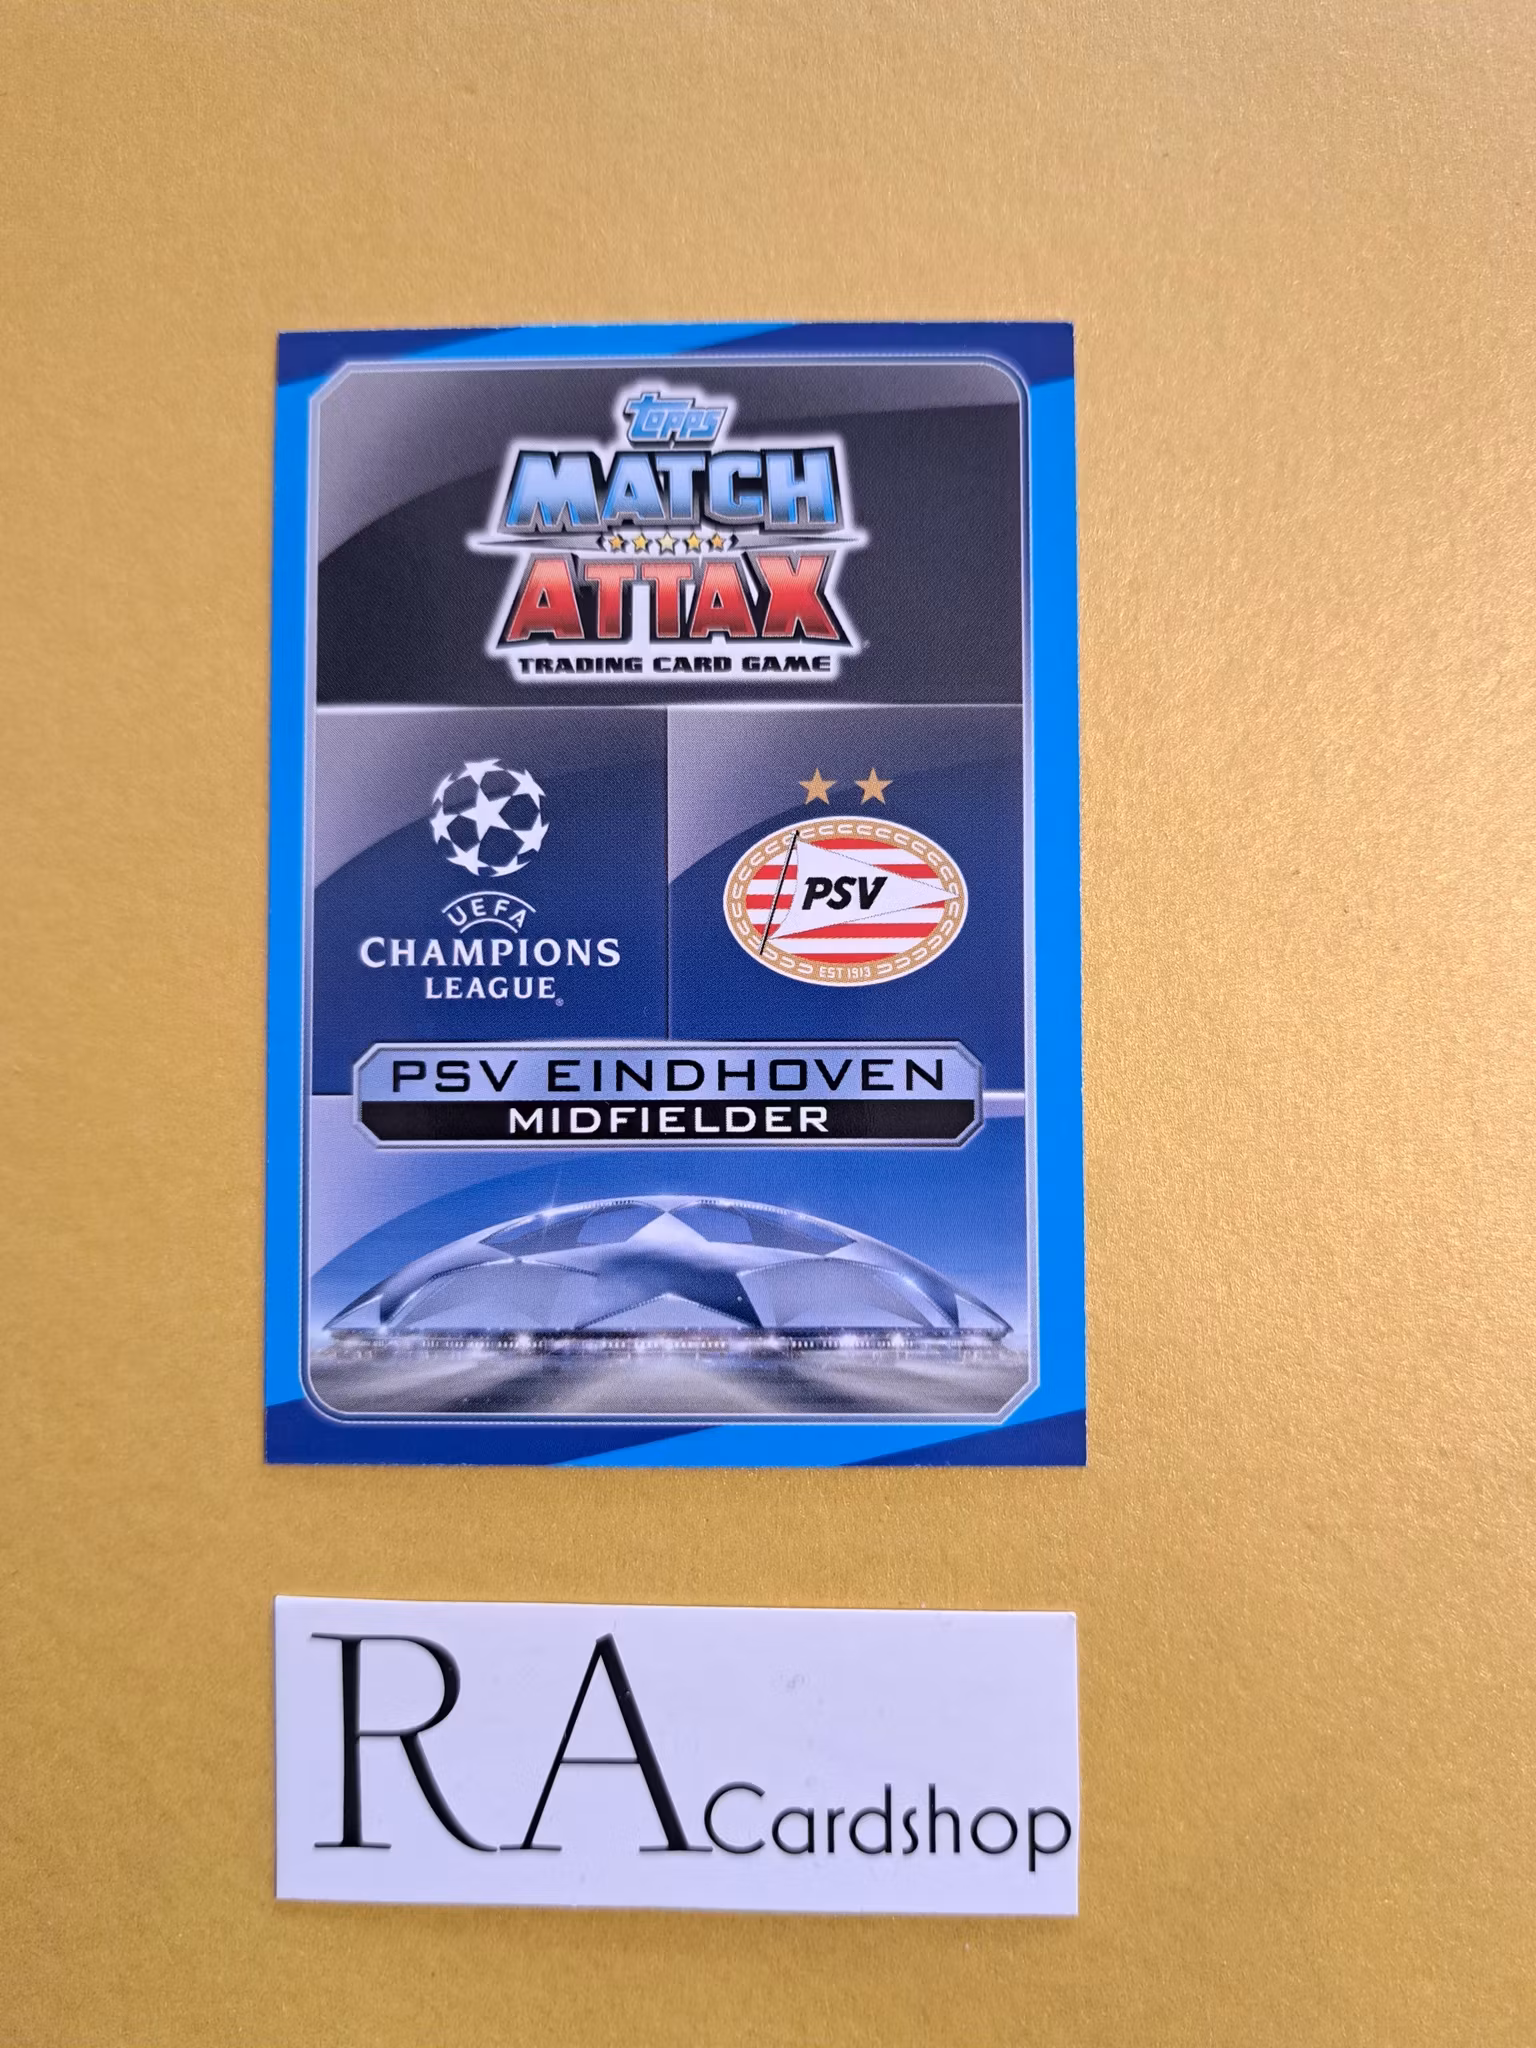 topps
MATCH
ATTAX
TRADING CARD GAME
UEFA
CHAMPIONS
LEAGUE®
PSV
EST 1913
PSV EINDHOVEN
MIDFIELDER
RA Cardshop